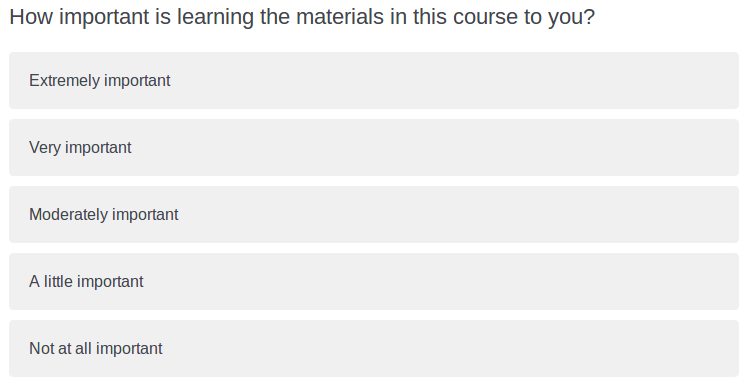 How important is learning the materials in this course to you?
Extremely important
Very important
Moderately important
A little important
Not at all important